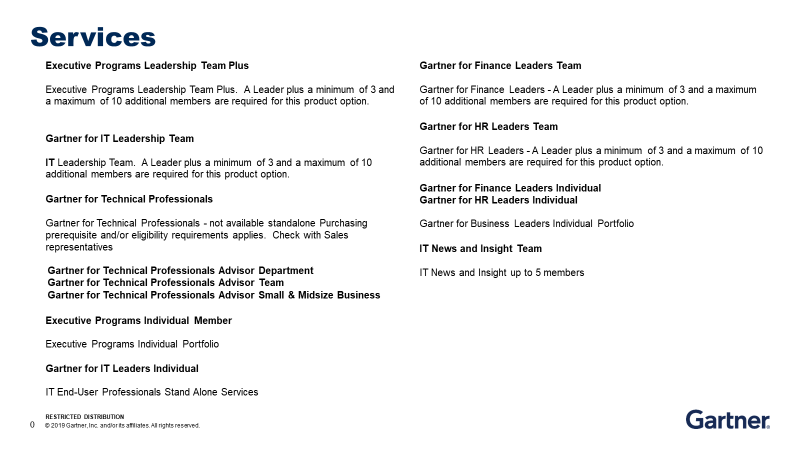 Services
Executive Programs Leadership Team Plus
Executive Programs Leadership Team Plus. A Leader plus a minimum of 3 and
a maximum of 10 additional members are required for this product option.
Gartner for IT Leadership Team
IT Leadership Team. A Leader plus a minimum of 3 and a maximum of 10
additional members are required for this product option.
Gartner for Technical Professionals
Gartner for Technical Professionals - not available standalone Purchasing
prerequisite and/or eligibility requirements applies. Check with Sales
representatives
Gartner for Technical Professionals Advisor Department
Gartner for Technical Professionals Advisor Team
Gartner for Technical Professionals Advisor Small & Midsize Business
Executive Programs Individual Member
Executive Programs Individual Portfolio
Gartner for IT Leaders Individual
IT End-User Professionals Stand Alone Services
Gartner for Finance Leaders Team
Gartner for Finance Leaders - A Leader plus a minimum of 3 and a maximum
of 10 additional members are required for this product option.
Gartner for HR Leaders Team
Gartner for HR Leaders - A Leader plus a minimum of 3 and a maximum of 10
additional members are required for this product option.
Gartner for Finance Leaders Individual
Gartner for HR Leaders Individual
Gartner for Business Leaders Individual Portfolio
IT News and Insight Team
IT News and Insight up to 5 members
RESTRICTED DISTRIBUTION
0 © 2019 Gartner, Inc. and/or its affiliates. All rights reserved.
Gartner